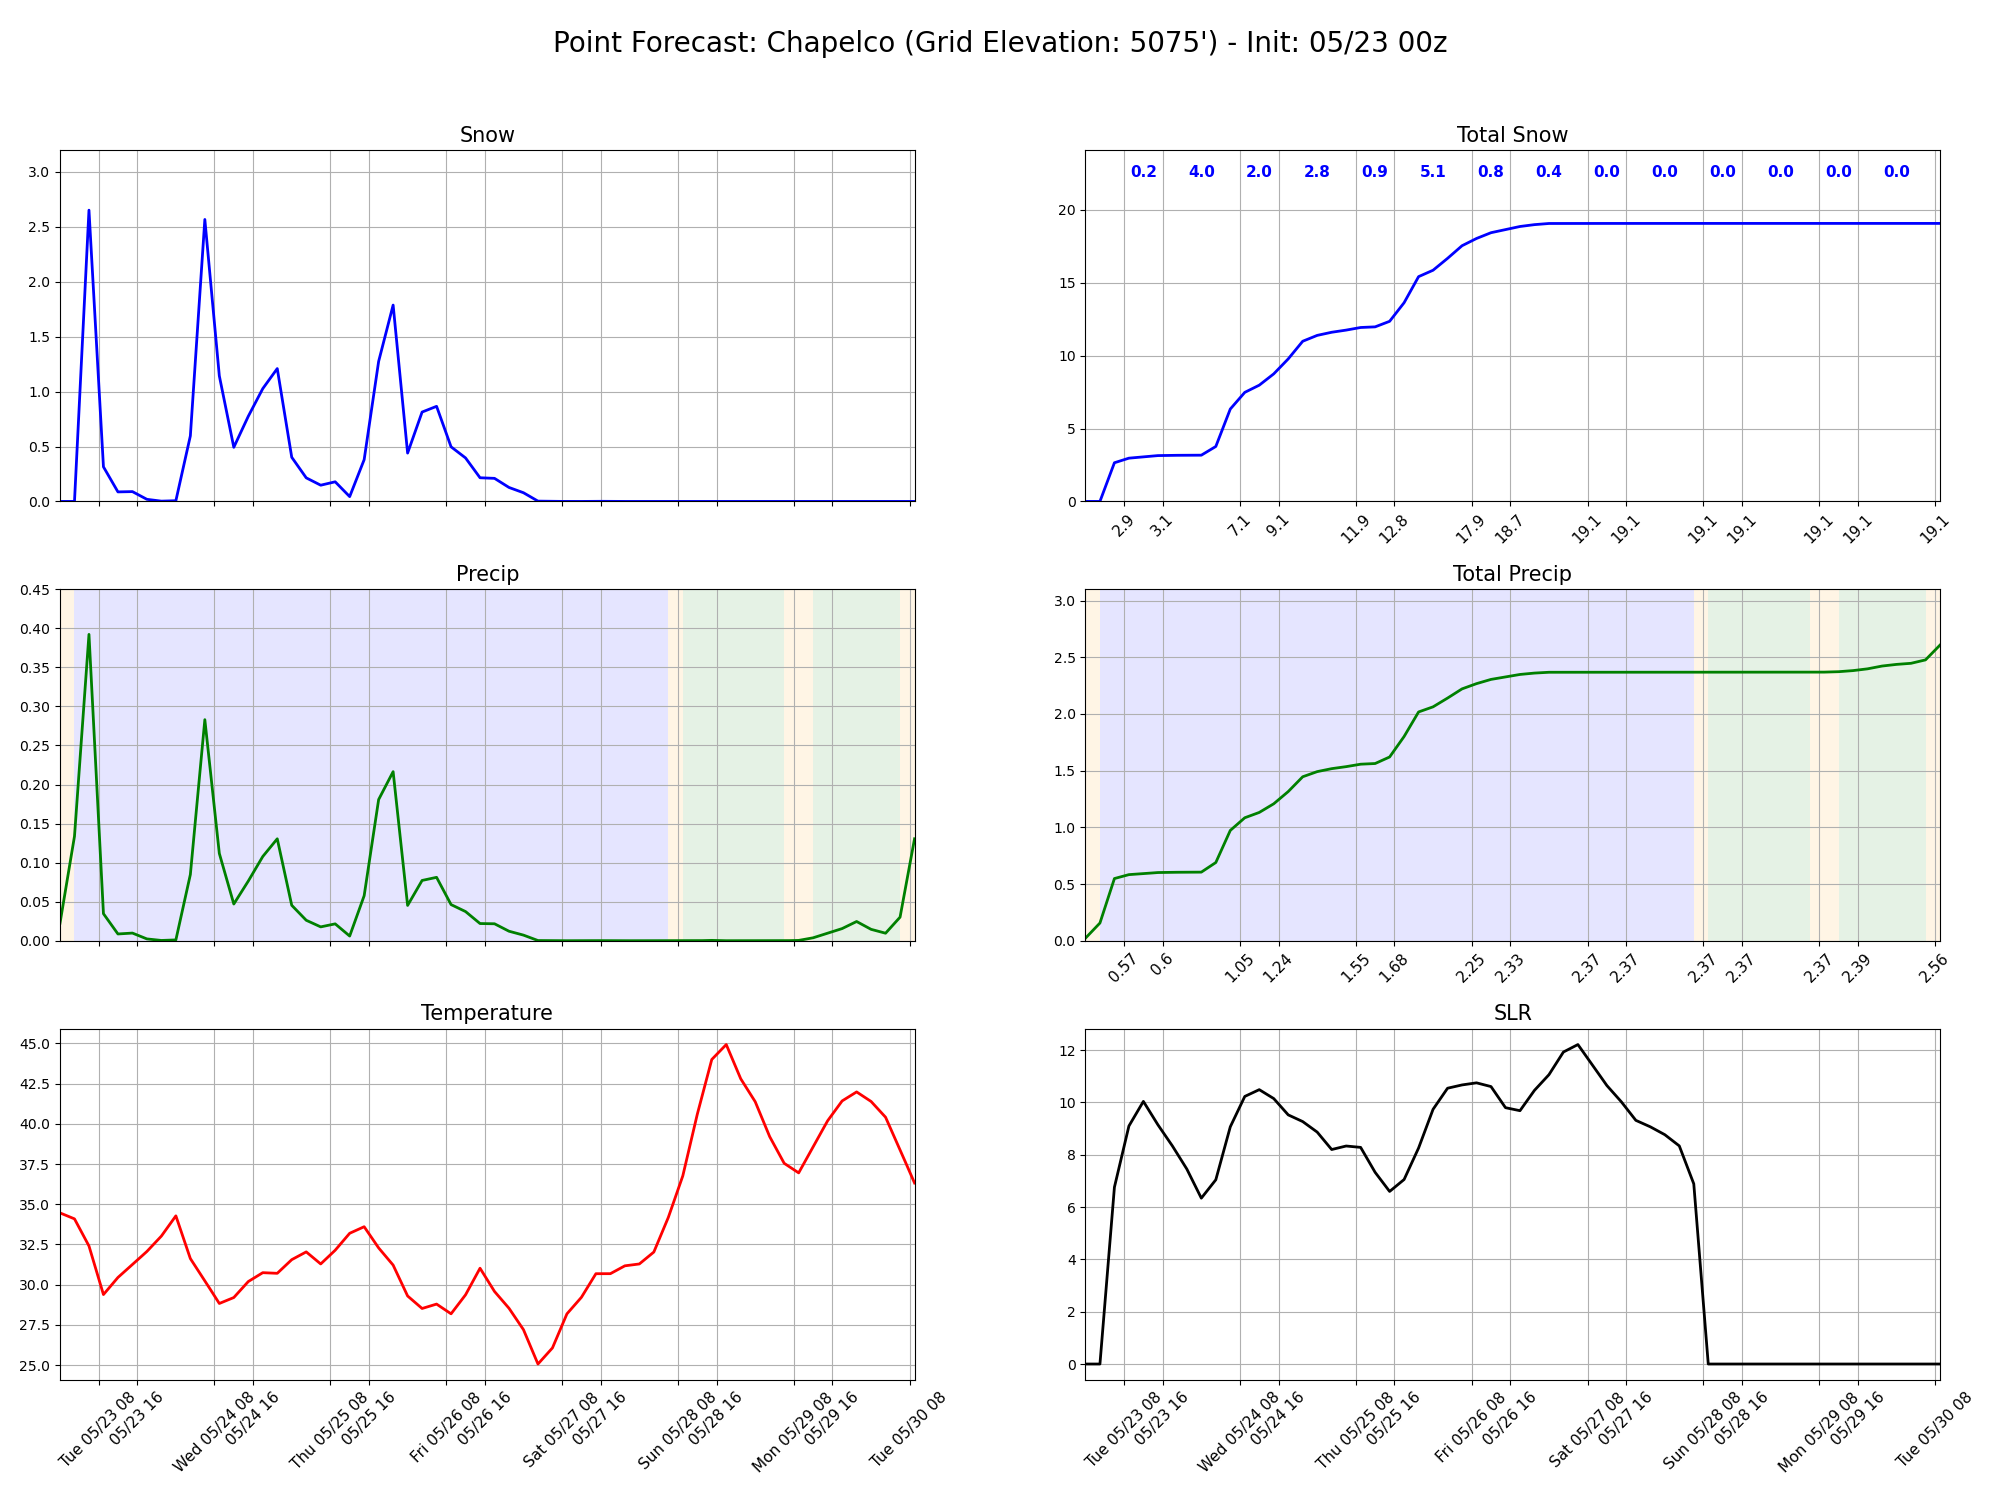 Point Forecast: Chapelco (Grid Elevation: 5075') - Init: 05/23 00z
Snow
3.0
2.5
2.0
1.5
1.0
0.5
0.0
Total Snow
0.2 4.0 2.0 2.8 0.9 5.1 0.8 0.4 0.0 0.0 0.0 0.0 0.0 0.0
20
15
10
5
0
2.9 3.1 7.1 9.1 11.9 12.8 17.9 18.7 19.1 19.1 19.1 19.1 19.1 19.1 19.1
Precip
0.45
0.40
0.35
0.30
0.25
0.20
0.15
0.10
0.05
0.00
Total Precip
3.0
2.5
2.0
1.5
1.0
0.5
0.0
0.57 0.6 1.05 1.24 1.55 1.68 2.25 2.33 2.37 2.37 2.37 2.37 2.37 2.39 2.56
Temperature
45.0
42.5
40.0
37.5
35.0
32.5
30.0
27.5
25.0
Tue 05/23 08
05/23 16
Wed 05/24 08
05/24 16
Thu 05/25 08
05/25 16
Fri 05/26 08
05/26 16
Sat 05/27 08
05/27 16
Sun 05/28 08
05/28 16
Mon 05/29 08
05/29 16
Tue 05/30 08
SLR
12
10
8
6
4
2
0
Tue 05/23 08
05/23 16
Wed 05/24 08
05/24 16
Thu 05/25 08
05/25 16
Fri 05/26 08
05/26 16
Sat 05/27 08
05/27 16
Sun 05/28 08
05/28 16
Mon 05/29 08
05/29 16
Tue 05/30 08